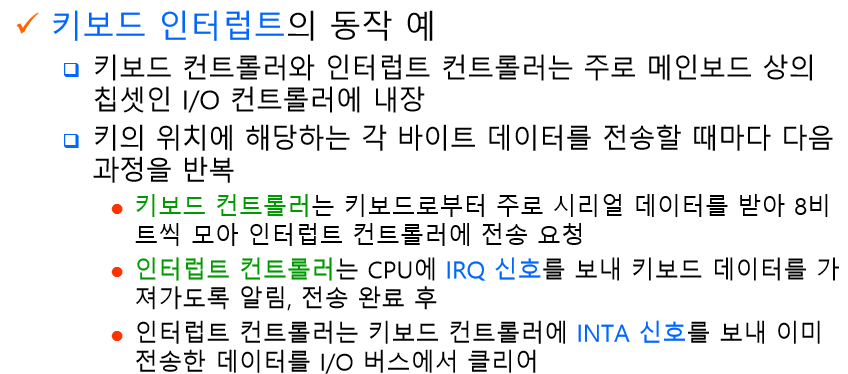 ✓ 키보드 인터럽트의 동작 예
❑ 키보드 컨트롤러와 인터럽트 컨트롤러는 주로 메인보드 상의
칩셋인 I/O 컨트롤러에 내장
❑ 키의 위치에 해당하는 각 바이트 데이터를 전송할 때마다 다음
과정을 반복
● 키보드 컨트롤러는 키보드로부터 주로 시리얼 데이터를 받아 8비
트씩 모아 인터럽트 컨트롤러에 전송 요청
● 인터럽트 컨트롤러는 CPU에 IRQ 신호를 보내 키보드 데이터를 가
져가도록 알림, 전송 완료 후
● 인터럽트 컨트롤러는 키보드 컨트롤러에 INTA 신호를 보내 이미
전송한 데이터를 I/O 버스에서 클리어